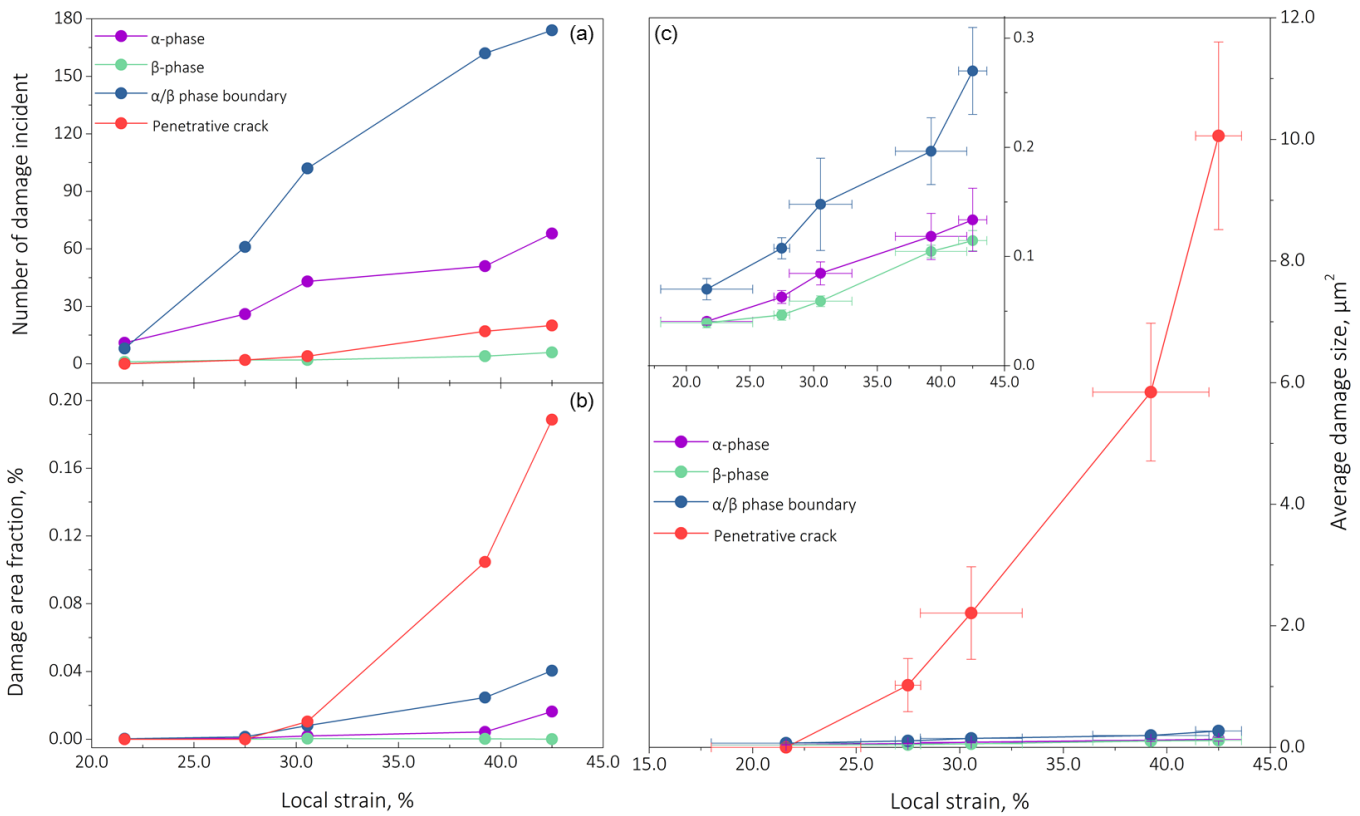 (a)
180
150
120
90
60
30
0
Number of damage incident
α-phase
β-phase
α/β phase boundary
Penetrative crack
(b)
0.20
0.16
0.12
0.08
0.04
0.00
Damage area fraction, %
20.0 25.0 30.0 35.0 40.0 45.0
Local strain, %
(c)
0.3
0.2
0.1
0.0
20.0 25.0 30.0 35.0 40.0 45.0
α-phase
β-phase
α/β phase boundary
Penetrative crack
12.0
10.0
8.0
6.0
4.0
2.0
0.0
Average damage size, μm²
15.0 20.0 25.0 30.0 35.0 40.0 45.0
Local strain, %